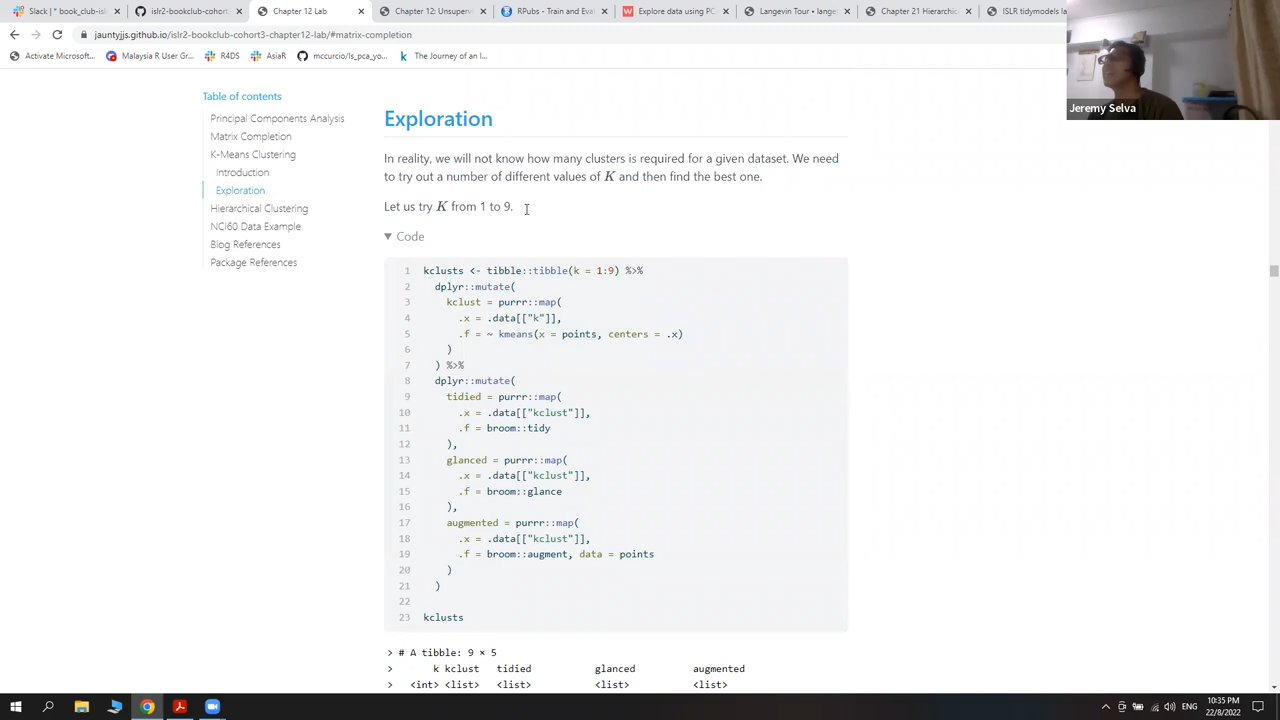 Slack | *book_club-isl
islr2-bookclub-cohort
Chapter 12 Lab
Chapter 12: Unsuperv
RPubs - Train and Eval
Explore data using PC
Langevin Tour • lange
Chapter 21 Hierarchic
ISLR tidymodels la
jauntyjjs.github.io/islr2-bookclub-cohort3-chapter12-lab/#matrix-completion
Activate Microsoft...
Malaysia R User Gr...
R4DS
AsiaR
mccurcio/Is_pca_yo...
The Journey of an I...
Jeremy Selva
Table of contents
Principal Components Analysis
Matrix Completion
K-Means Clustering
Introduction
Exploration
Hierarchical Clustering
NCI60 Data Example
Blog References
Package References
Exploration
In reality, we will not know how many clusters is required for a given dataset. We need
to try out a number of different values of K and then find the best one.
Let us try K from 1 to 9.
Code
1 kclusts <- tibble::tibble(k = 1:9) %>%
2 dplyr::mutate(
3 kclust = purrr::map(
4 .x = .data[["k"]],
5 .f = ~ kmeans(x = points, centers = .x)
6 )
7 ) %>%
8 dplyr::mutate(
9 tidied = purrr::map(
10 .x = .data[["kclust"]],
11 .f = broom::tidy
12 ),
13 glanced = purrr::map(
14 .x = .data[["kclust"]],
15 .f = broom::glance
16 ),
17 augmented = purrr::map(
18 .x = .data[["kclust"]],
19 .f = broom::augment, data = points
20 )
21 )
22
23 kclusts
> # A tibble: 9 × 5
> k kclust tidied glanced augmented
> <int> <list> <list> <list> <list>
ENG
10:35 PM
22/8/2022